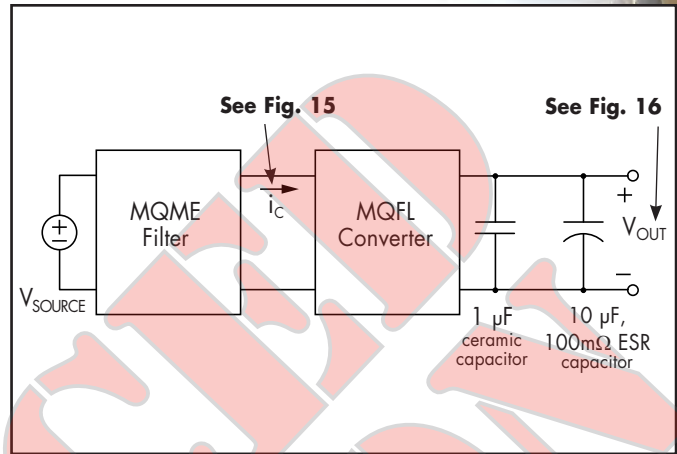 See Fig. 15
See Fig. 16
MQME
Filter
i_C
MQFL
Converter
+
V_OUT
−
V_SOURCE
1 µF
ceramic
capacitor
10 µF,
100mΩ ESR
capacitor